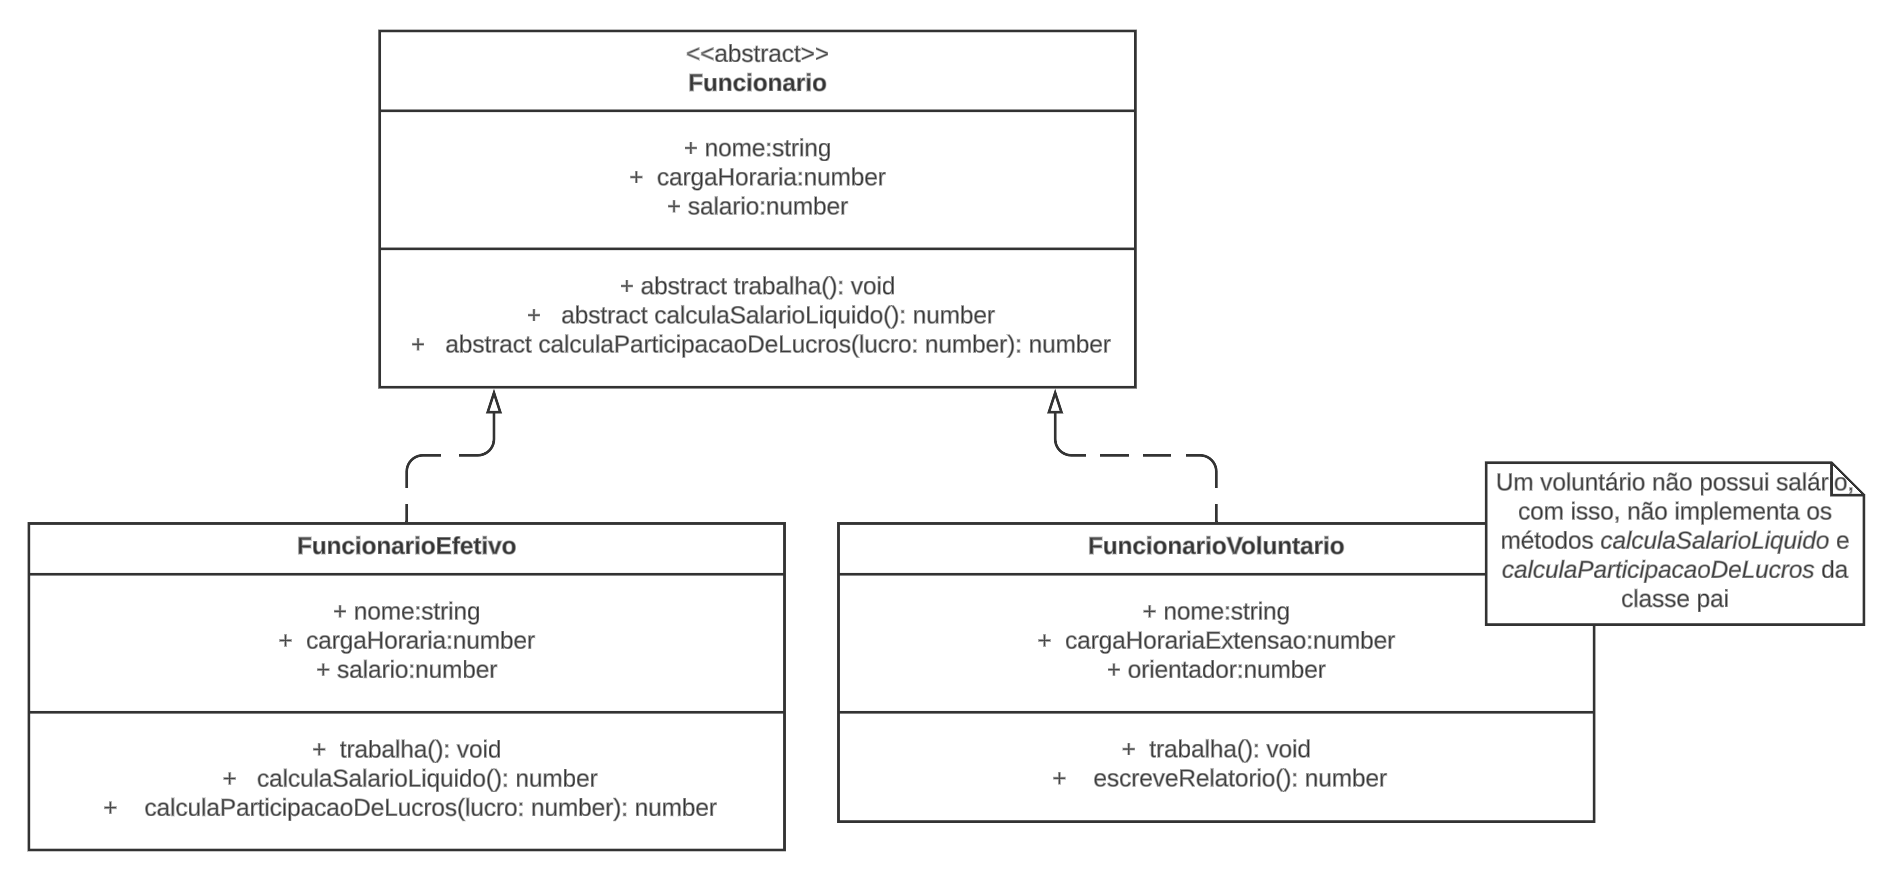 <<abstract>>
Funcionario
+ nome:string
+ cargaHoraria:number
+ salario:number
+ abstract trabalha(): void
+ abstract calculaSalarioLiquido(): number
+ abstract calculaParticipacaoDeLucros(lucro: number): number
FuncionarioEfetivo
+ nome:string
+ cargaHoraria:number
+ salario:number
+ trabalha(): void
+ calculaSalarioLiquido(): number
+ calculaParticipacaoDeLucros(lucro: number): number
FuncionarioVoluntario
+ nome:string
+ cargaHorariaExtensao:number
+ orientador:number
+ trabalha(): void
+ escreveRelatorio(): number
Um voluntário não possui salário,
com isso, não implementa os
métodos calculaSalarioLiquido e
calculaParticipacaoDeLucros da
classe pai